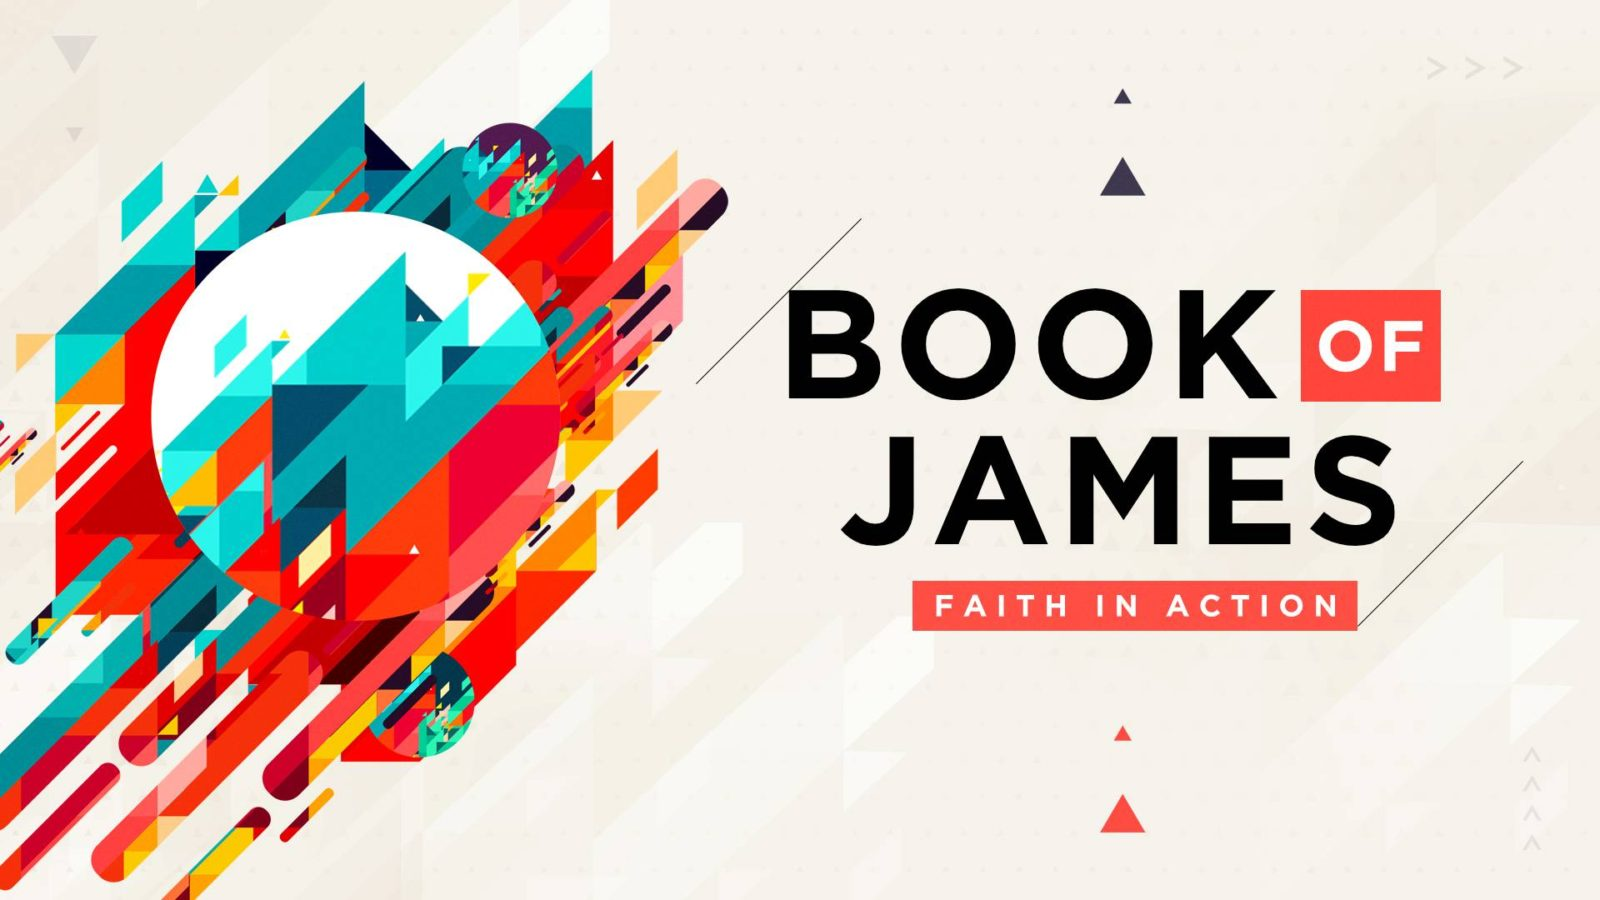 BOOK OF
JAMES
FAITH IN ACTION